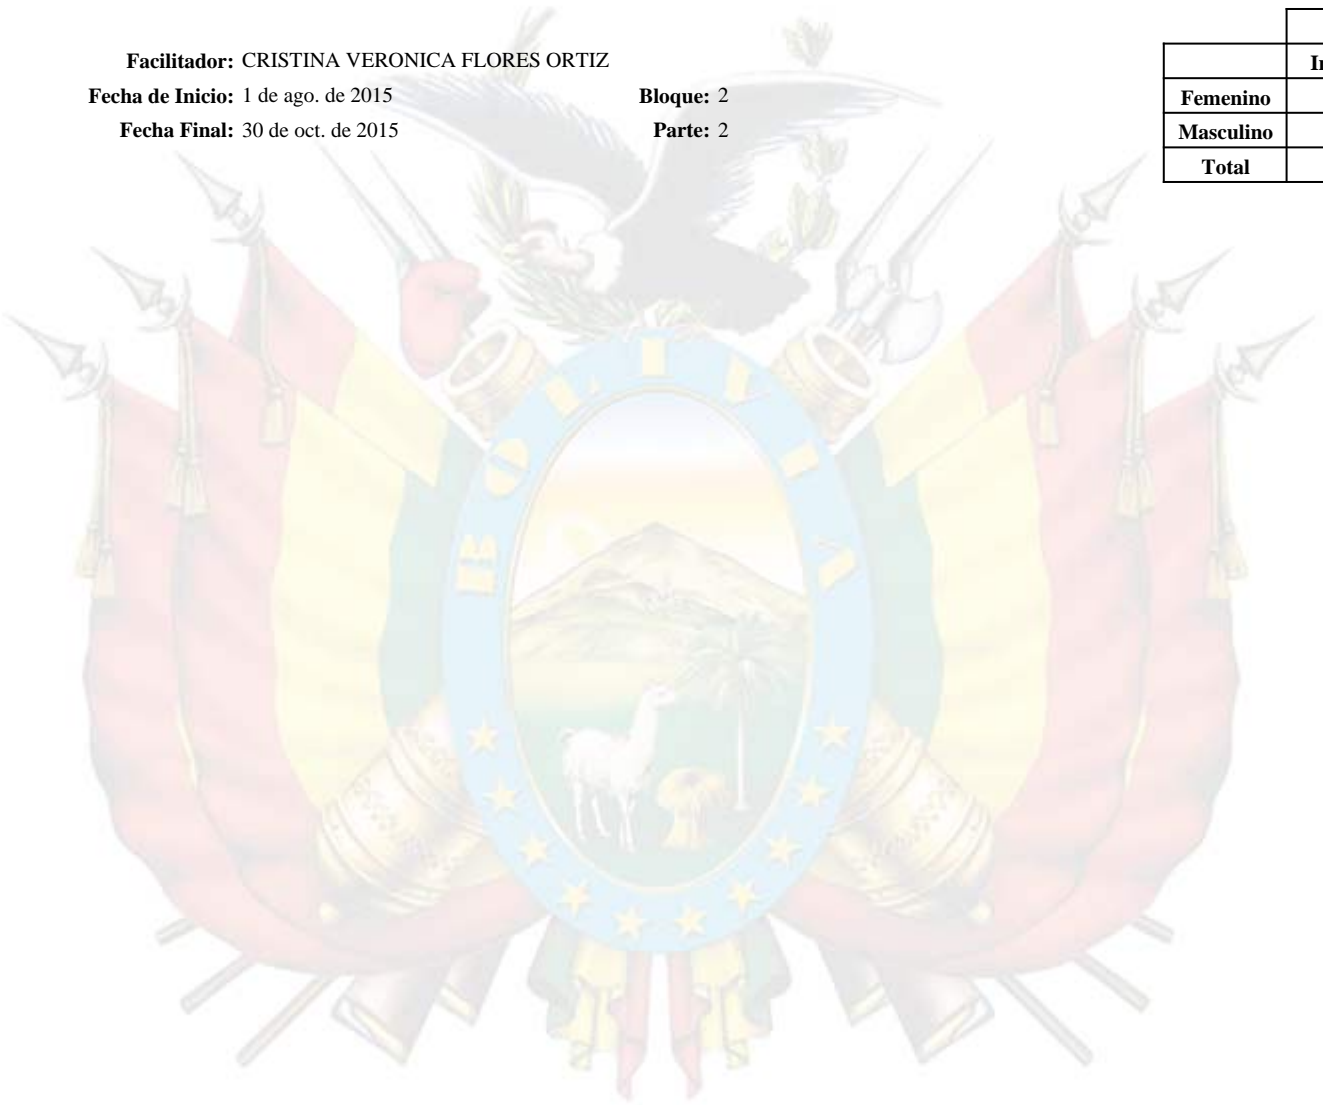 Facilitador: CRISTINA VERONICA FLORES ORTIZ
Fecha de Inicio: 1 de ago. de 2015 Bloque: 2
Fecha Final: 30 de oct. de 2015 Parte: 2
Femenino
Masculino
Total
BOLIVIA